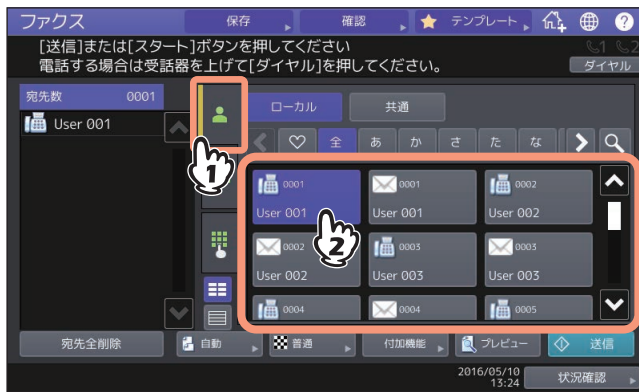 ファクス 保存 確認 テンプレート
[送信]または[スタート]ボタンを押してください
電話する場合は受話器を上げて[ダイヤル]を押してください。
1 2
ダイヤル
宛先数 0001
User 001
ローカル 共通
全 あ か さ た な
0001 0001 0002
User 001 User 001 User 002
0002 0003 0003
User 002 User 003 User 003
0004 0004 0005
1
2
宛先全削除 自動 普通 付加機能 プレビュー 送信
2016/05/10
13:24
状況確認